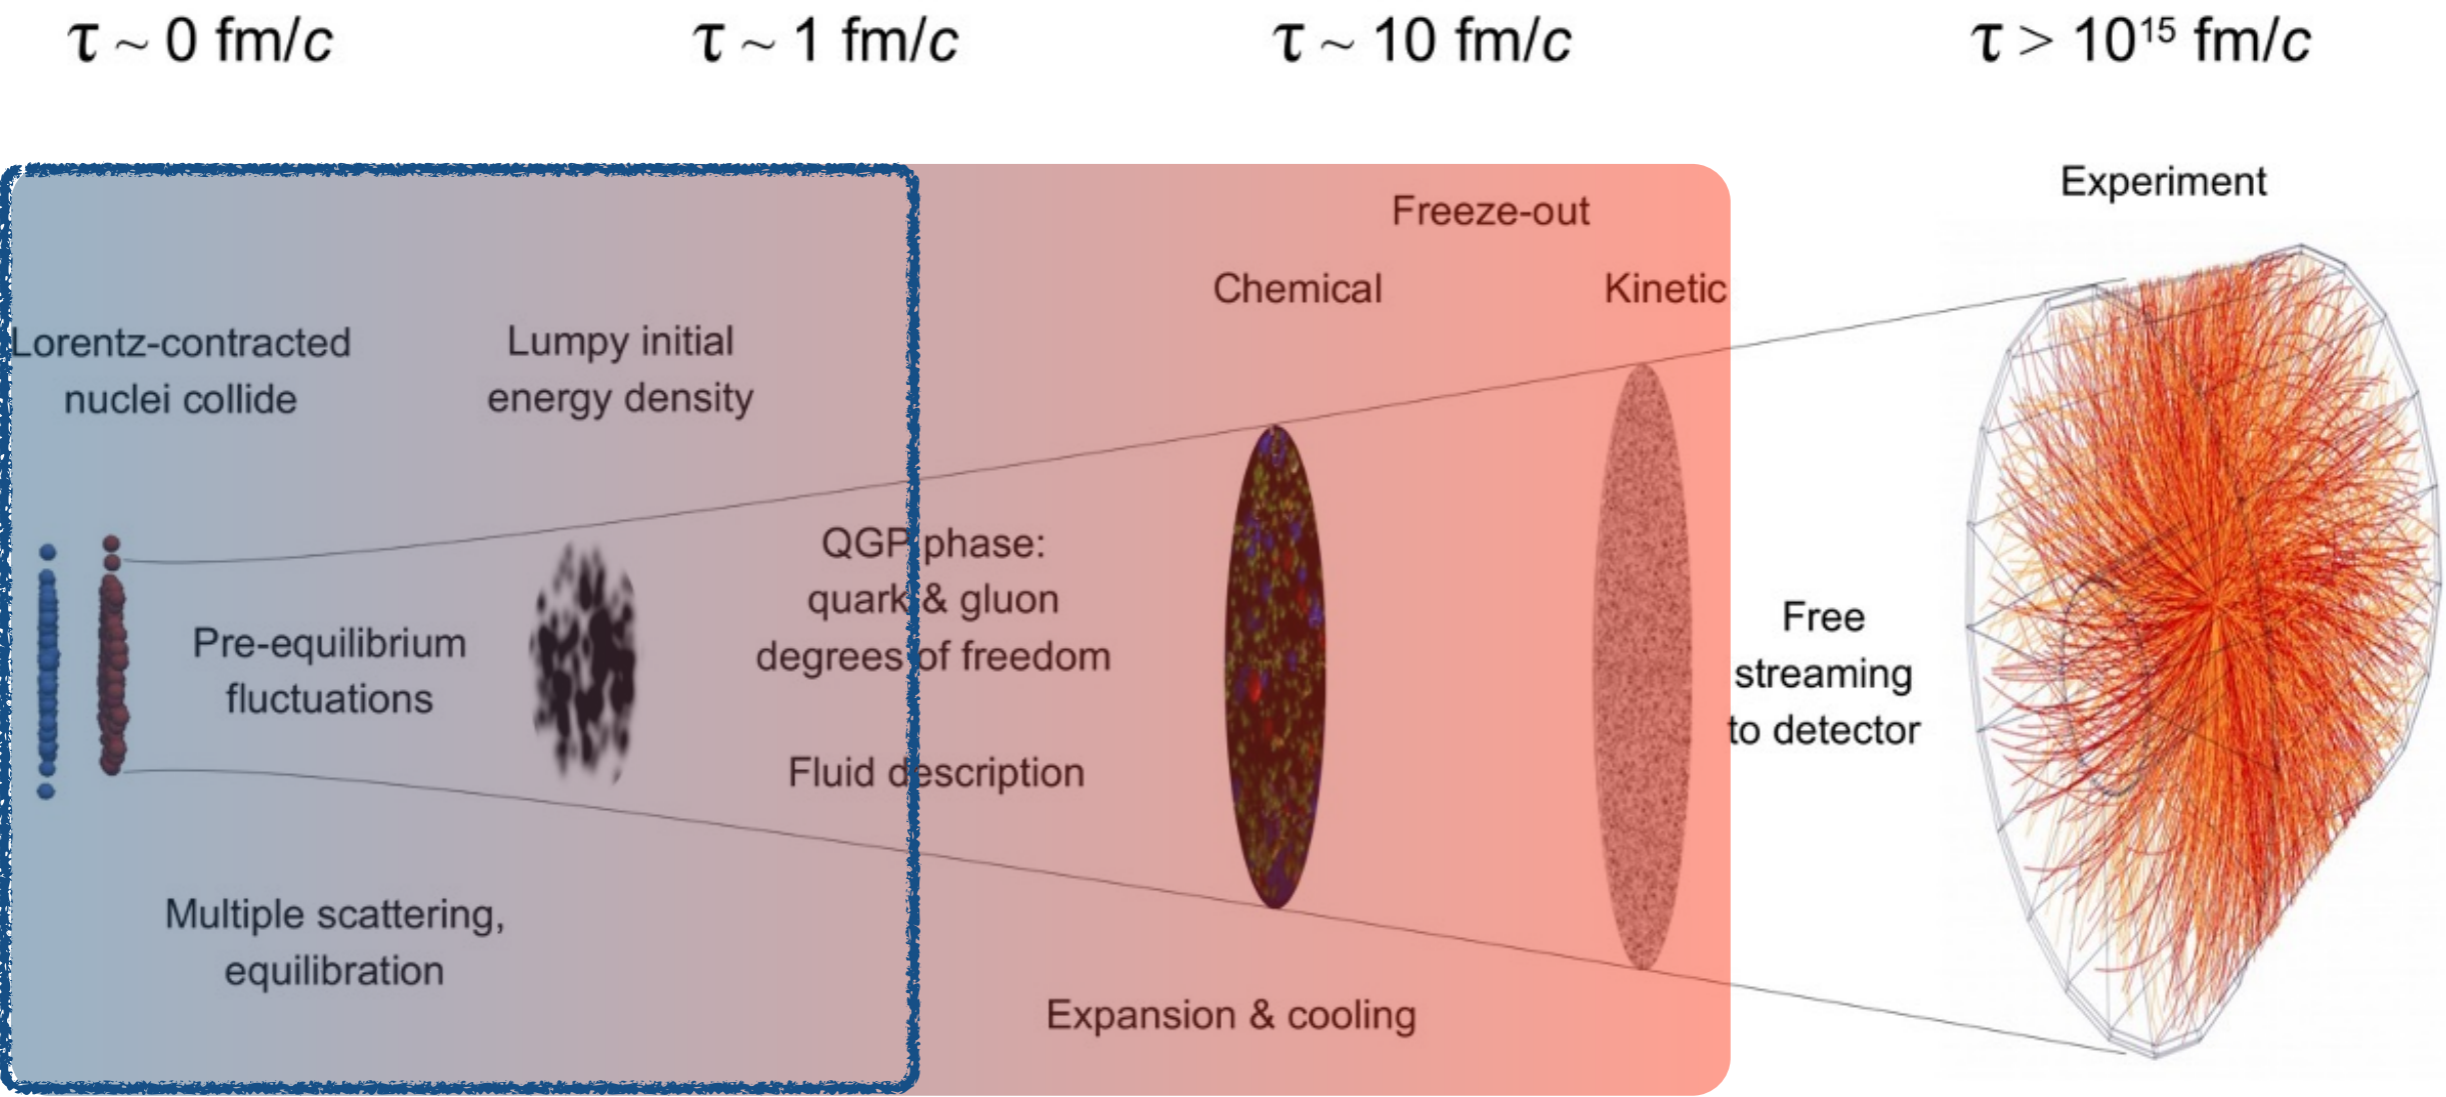 τ ~ 0 fm/c
τ ~ 1 fm/c
τ ~ 10 fm/c
τ > 10¹⁵ fm/c
Experiment
Freeze-out
Chemical
Kinetic
Lorentz-contracted
nuclei collide
Lumpy initial
energy density
Pre-equilibrium
fluctuations
QGP phase:
quark & gluon
degrees of freedom
Fluid description
Free
streaming
to detector
Multiple scattering,
equilibration
Expansion & cooling